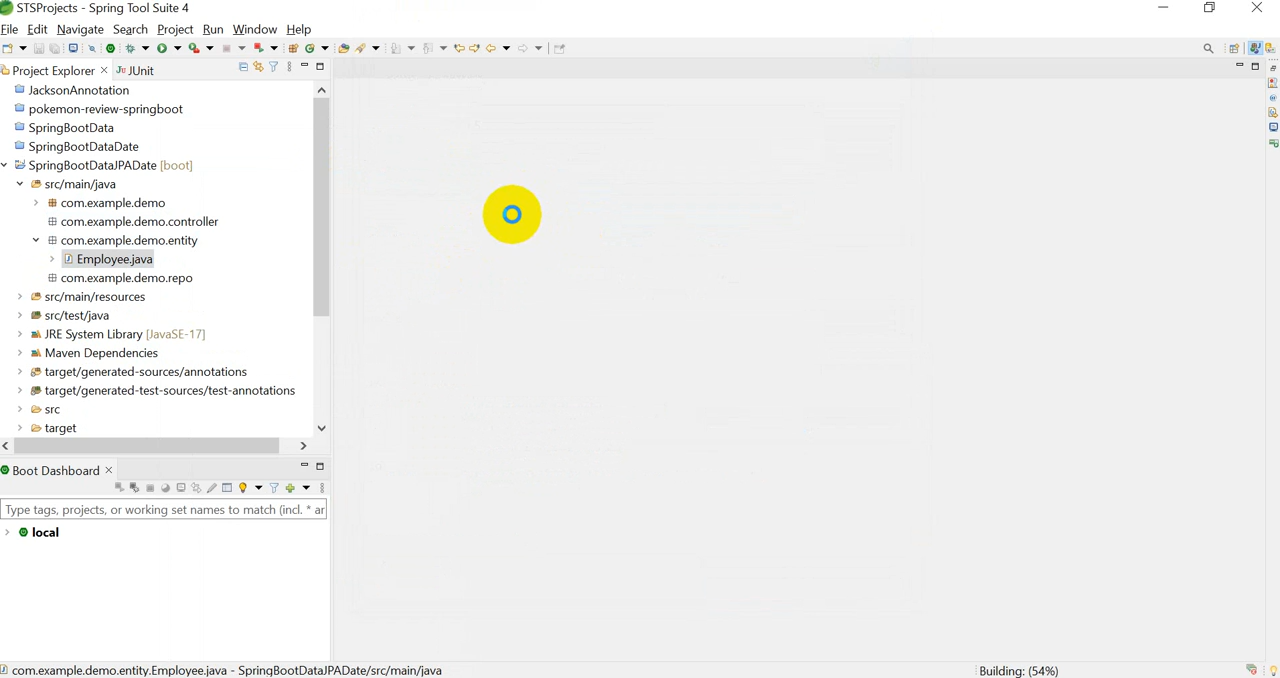 STSProjects - Spring Tool Suite 4
File Edit Navigate Search Project Run Window Help
Project Explorer JUnit
JacksonAnnotation
pokemon-review-springboot
SpringBootData
SpringBootDataDate
SpringBootDataJPADate [boot]
src/main/java
com.example.demo
com.example.demo.controller
com.example.demo.entity
Employee.java
com.example.demo.repo
src/main/resources
src/test/java
JRE System Library [JavaSE-17]
Maven Dependencies
target/generated-sources/annotations
target/generated-test-sources/test-annotations
src
target
Boot Dashboard
Type tags, projects, or working set names to match (incl. * ar
local
com.example.demo.entity.Employee.java - SpringBootDataJPADate/src/main/java
Building: (54%)